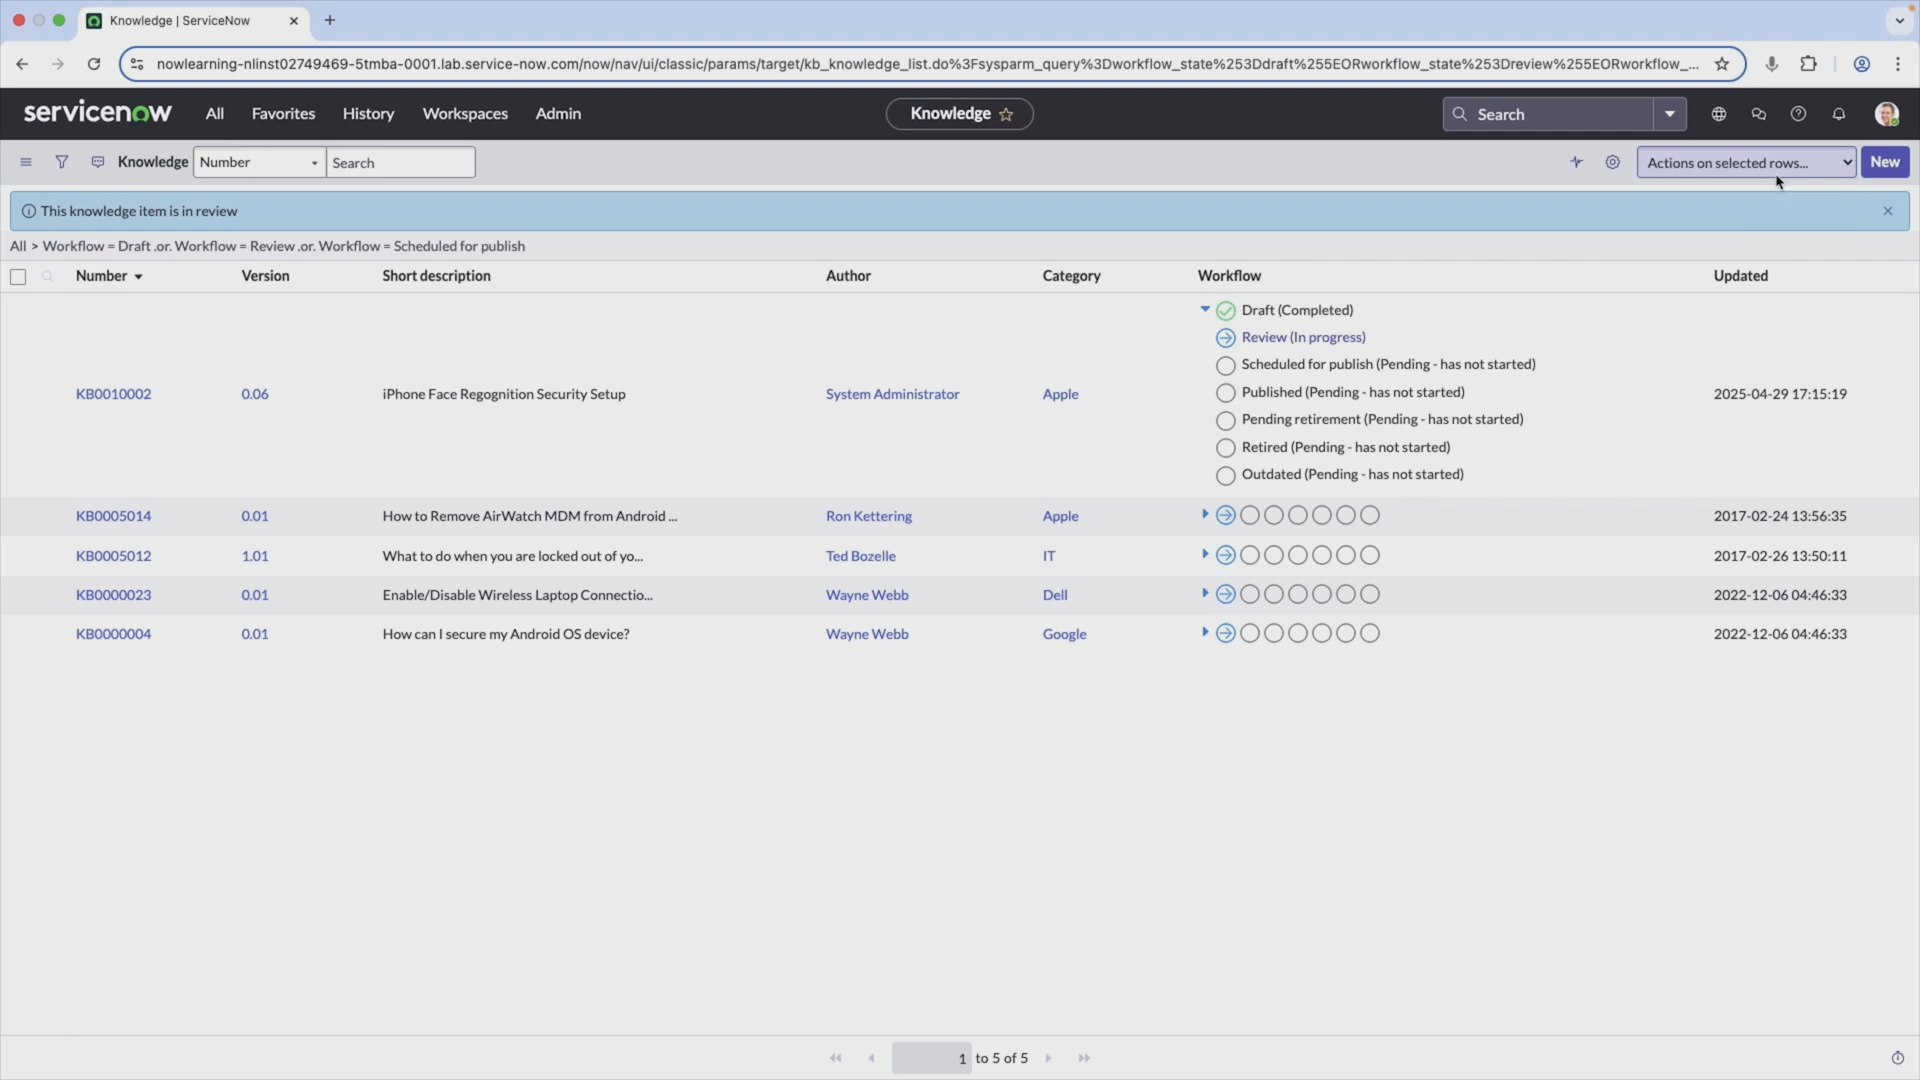 Knowledge | ServiceNow
nowlearning-nlinst02749469-5tmba-0001.lab.service-now.com/now/nav/ui/classic/params/target/kb_knowledge_list.do%3Fsysparm_query%3Dworkflow_state%253Ddraft%255EORworkflow_state%253Dreview%255EORworkflow_...
servicenow All Favorites History Workspaces Admin Knowledge Search
Knowledge Number Search Actions on selected rows... New
This knowledge item is in review
All > Workflow = Draft .or. Workflow = Review .or. Workflow = Scheduled for publish
Number Version Short description Author Category Workflow Updated
Draft (Completed)
Review (In progress)
Scheduled for publish (Pending - has not started)
KB0010002 0.06 iPhone Face Regognition Security Setup System Administrator Apple Published (Pending - has not started) 2025-04-29 17:15:19
Pending retirement (Pending - has not started)
Retired (Pending - has not started)
Outdated (Pending - has not started)
KB0005014 0.01 How to Remove AirWatch MDM from Android ... Ron Kettering Apple 2017-02-24 13:56:35
KB0005012 1.01 What to do when you are locked out of yo... Ted Bozelle IT 2017-02-26 13:50:11
KB0000023 0.01 Enable/Disable Wireless Laptop Connectio... Wayne Webb Dell 2022-12-06 04:46:33
KB0000004 0.01 How can I secure my Android OS device? Wayne Webb Google 2022-12-06 04:46:33
1 to 5 of 5